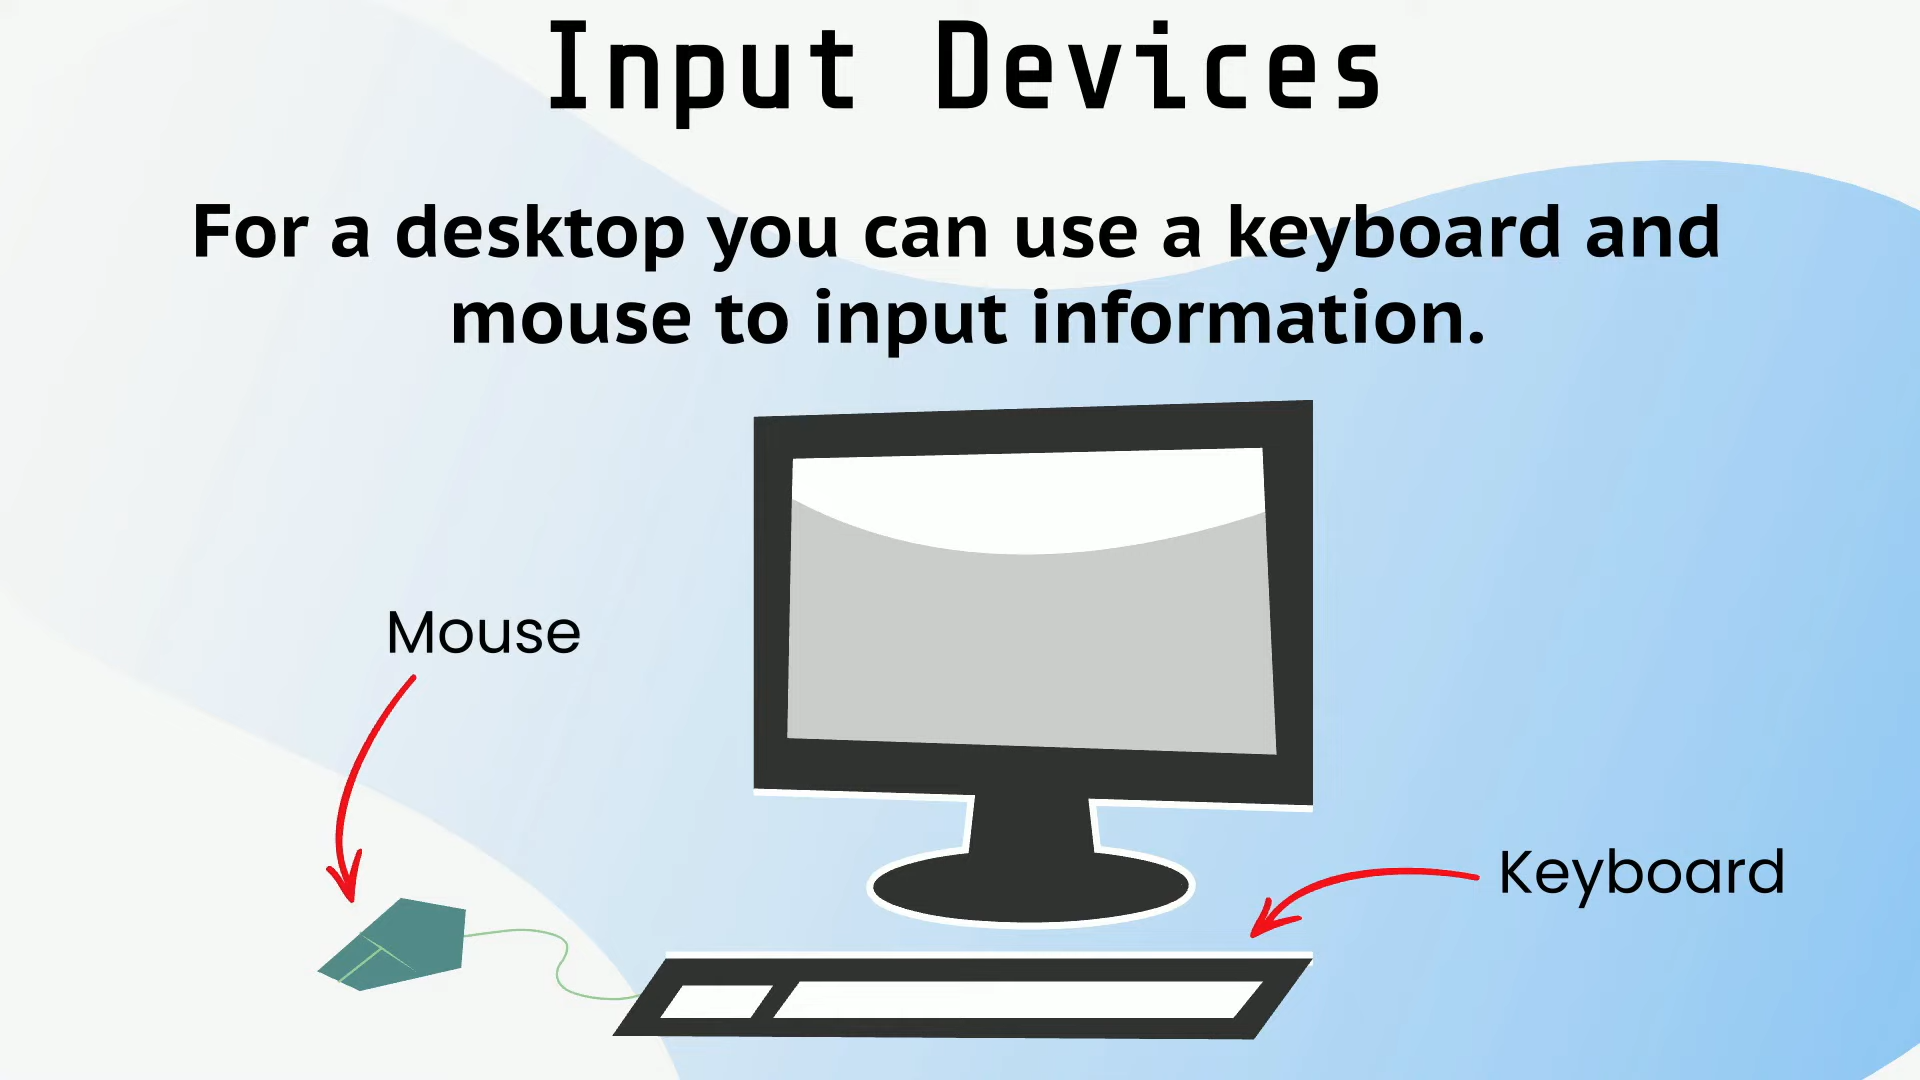 Input Devices
For a desktop you can use a keyboard and
mouse to input information.
Mouse
Keyboard